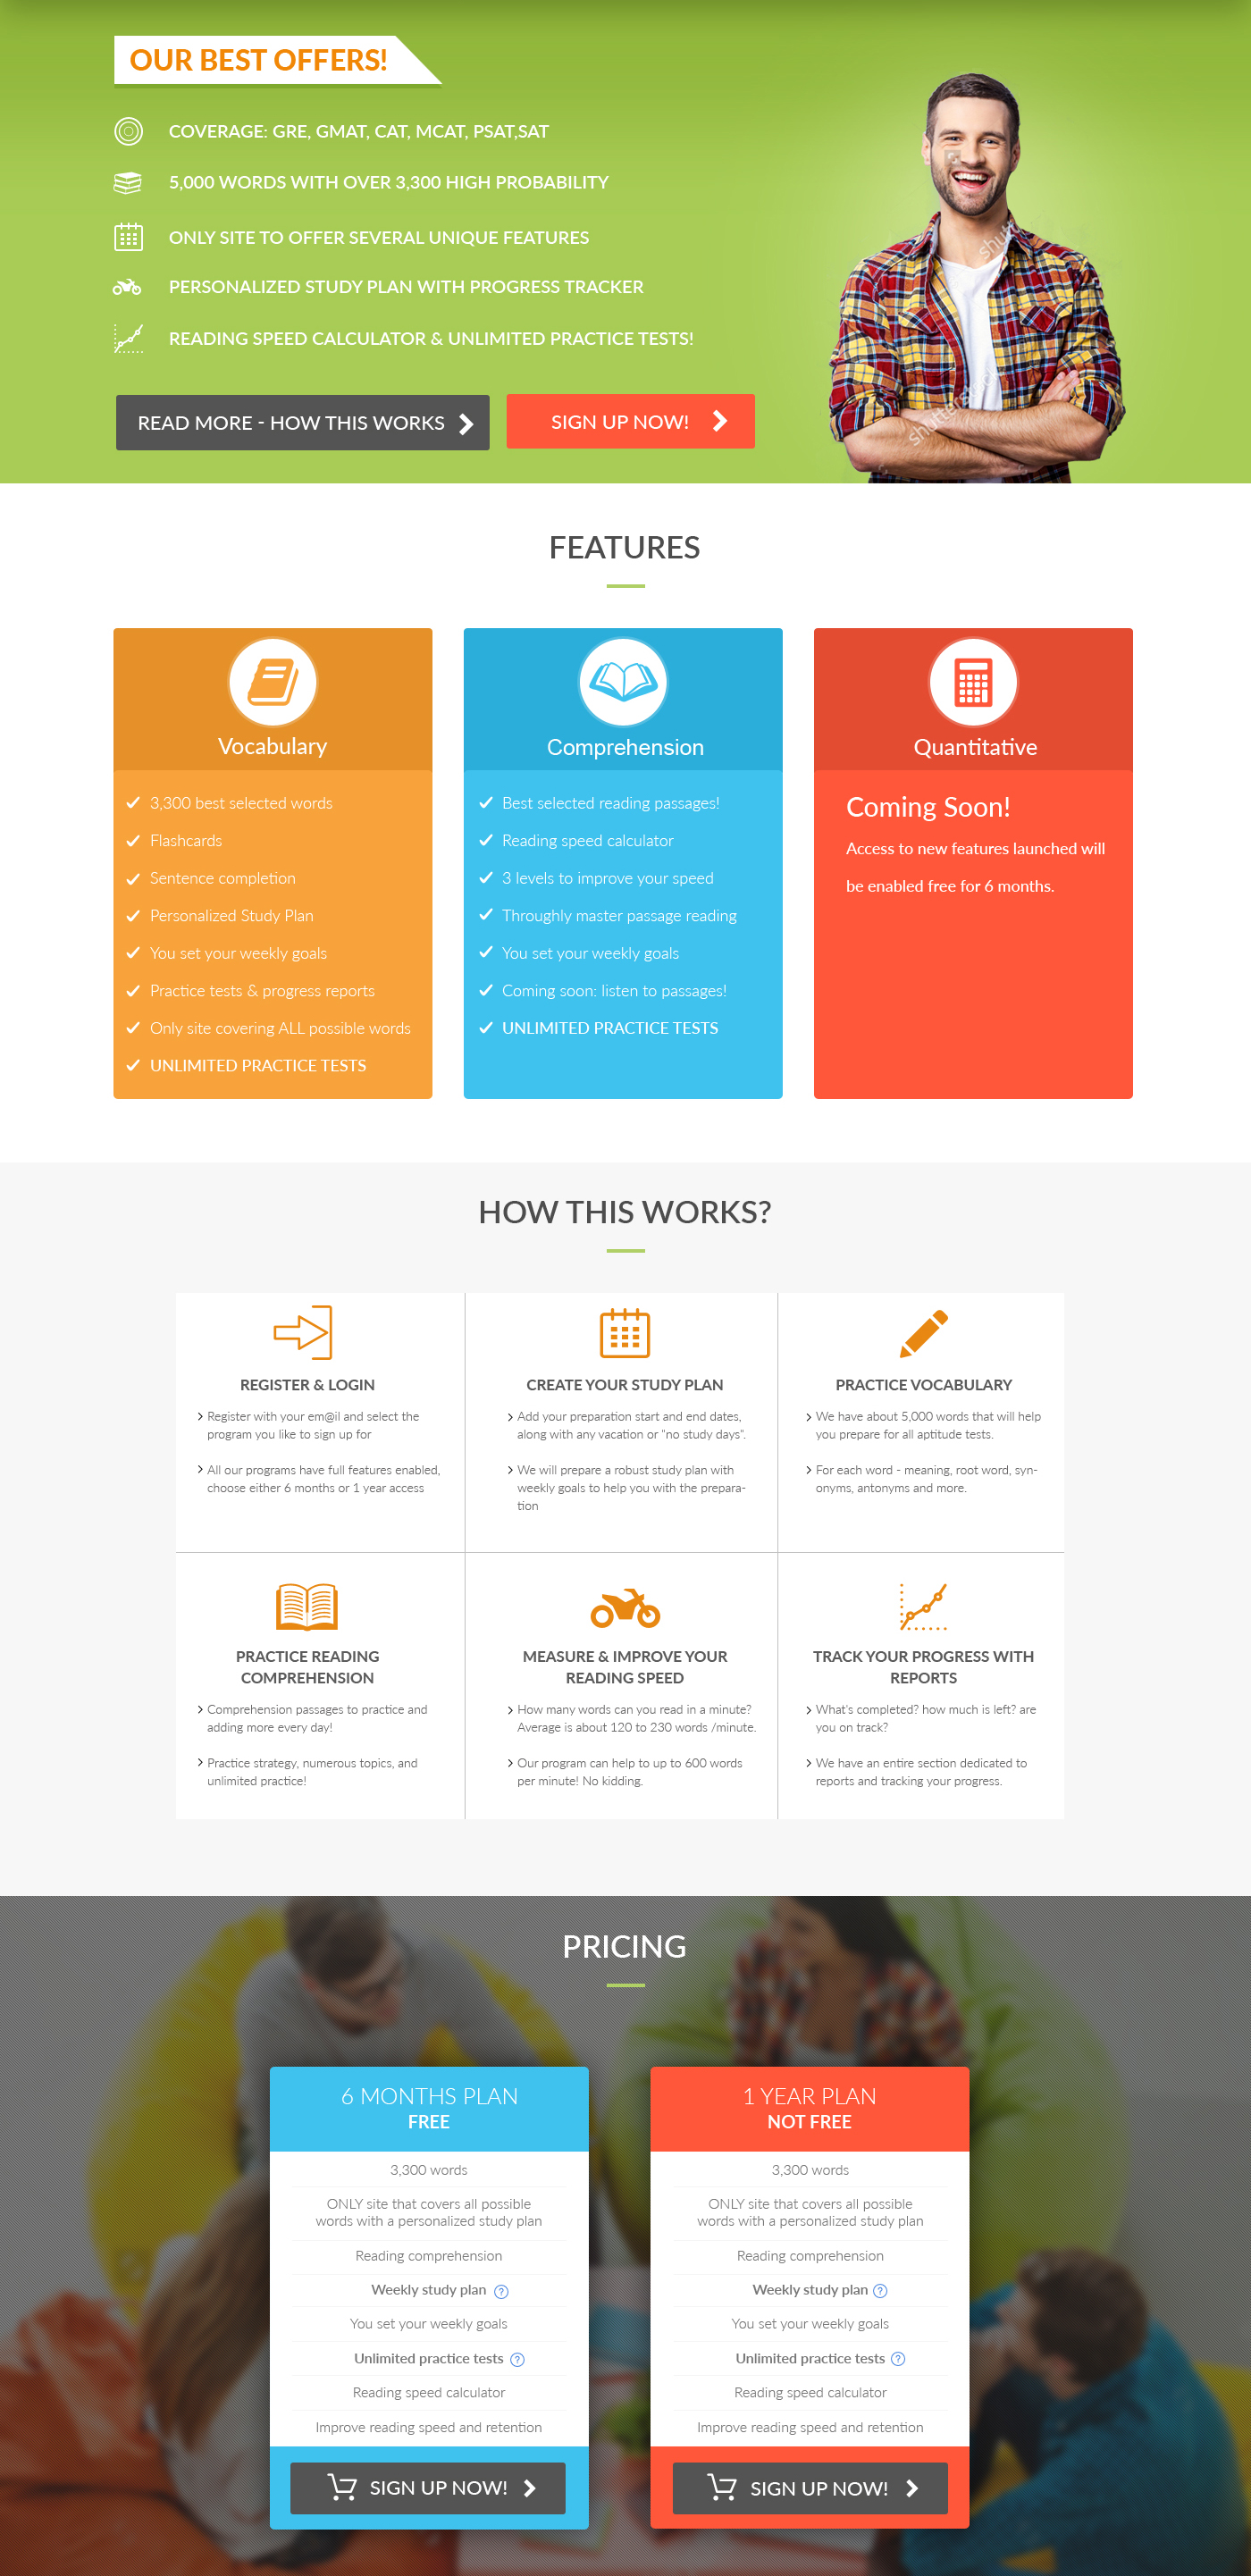 OUR BEST OFFERS!
COVERAGE: GRE, GMAT, CAT, MCAT, PSAT,SAT
5,000 WORDS WITH OVER 3,300 HIGH PROBABILITY
ONLY SITE TO OFFER SEVERAL UNIQUE FEATURES
PERSONALIZED STUDY PLAN WITH PROGRESS TRACKER
READING SPEED CALCULATOR & UNLIMITED PRACTICE TESTS!
READ MORE - HOW THIS WORKS
SIGN UP NOW!
FEATURES
Vocabulary
3,300 best selected words
Flashcards
Sentence completion
Personalized Study Plan
You set your weekly goals
Practice tests & progress reports
Only site covering ALL possible words
UNLIMITED PRACTICE TESTS
Comprehension
Best selected reading passages!
Reading speed calculator
3 levels to improve your speed
Throughly master passage reading
You set your weekly goals
Coming soon: listen to passages!
UNLIMITED PRACTICE TESTS
Quantitative
Coming Soon!
Access to new features launched will
be enabled free for 6 months.
HOW THIS WORKS?
REGISTER & LOGIN
Register with your em@il and select the
program you like to sign up for
All our programs have full features enabled,
choose either 6 months or 1 year access
CREATE YOUR STUDY PLAN
Add your preparation start and end dates,
along with any vacation or "no study days".
We will prepare a robust study plan with
weekly goals to help you with the prepara-
tion
PRACTICE VOCABULARY
We have about 5,000 words that will help
you prepare for all aptitude tests.
For each word - meaning, root word, syn-
onyms, antonyms and more.
PRACTICE READING
COMPREHENSION
Comprehension passages to practice and
adding more every day!
Practice strategy, numerous topics, and
unlimited practice!
MEASURE & IMPROVE YOUR
READING SPEED
How many words can you read in a minute?
Average is about 120 to 230 words /minute.
Our program can help to up to 600 words
per minute! No kidding.
TRACK YOUR PROGRESS WITH
REPORTS
What's completed? how much is left? are
you on track?
We have an entire section dedicated to
reports and tracking your progress.
PRICING
6 MONTHS PLAN
FREE
3,300 words
ONLY site that covers all possible
words with a personalized study plan
Reading comprehension
Weekly study plan ?
You set your weekly goals
Unlimited practice tests ?
Reading speed calculator
Improve reading speed and retention
SIGN UP NOW!
1 YEAR PLAN
NOT FREE
3,300 words
ONLY site that covers all possible
words with a personalized study plan
Reading comprehension
Weekly study plan ?
You set your weekly goals
Unlimited practice tests ?
Reading speed calculator
Improve reading speed and retention
SIGN UP NOW!